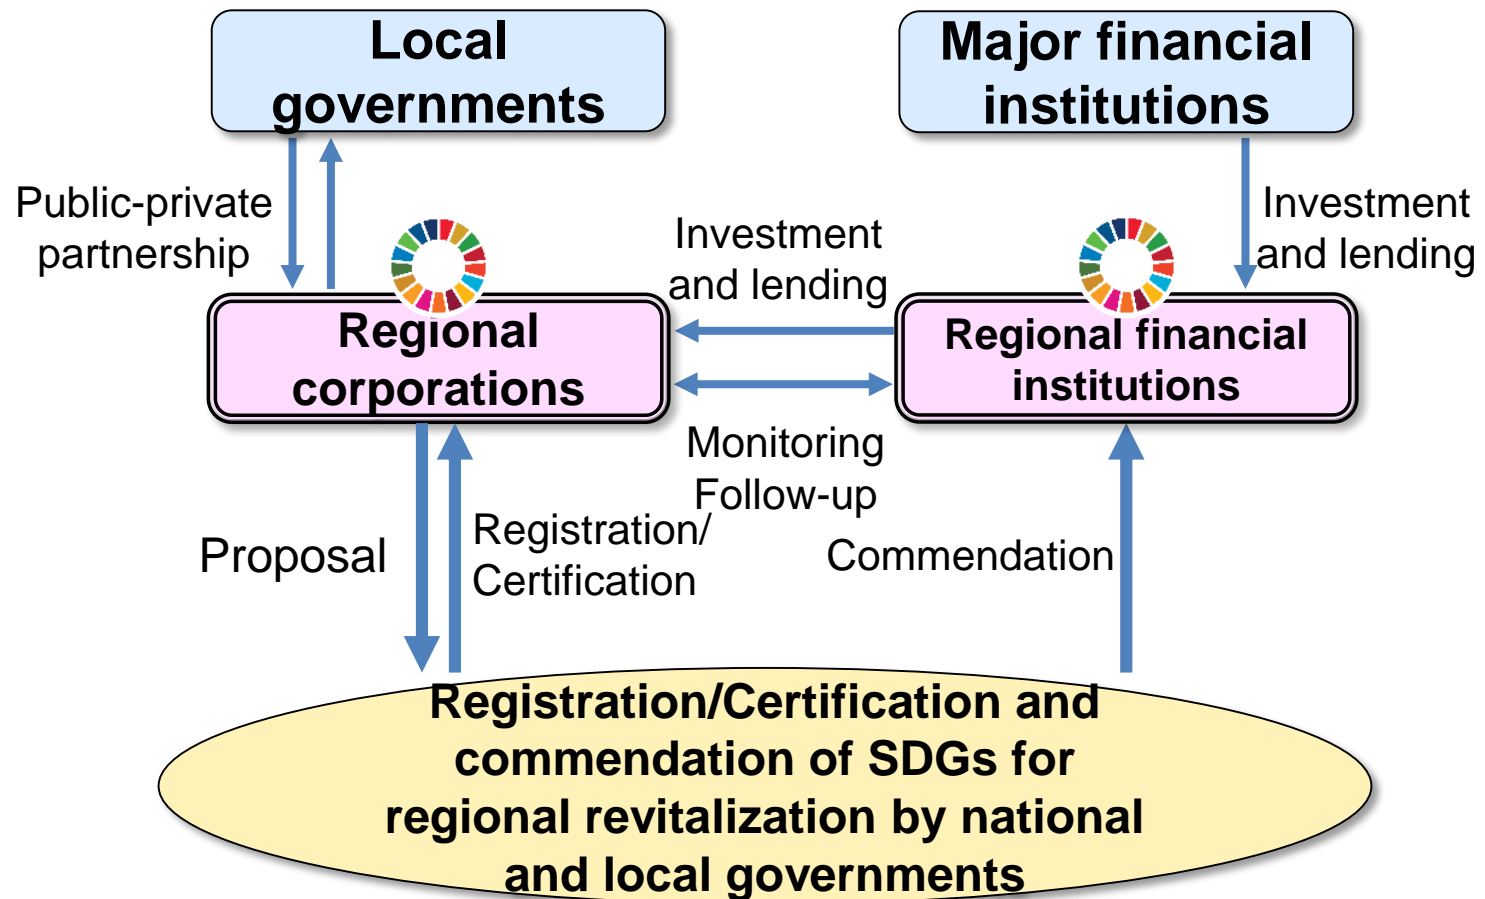 Local
governments
Major financial
institutions
Public-private
partnership
Investment
and lending
Investment
and lending
Regional
corporations
Regional financial
institutions
Monitoring
Follow-up
Proposal
Registration/
Certification
Commendation
Registration/Certification and
commendation of SDGs for
regional revitalization by national
and local governments